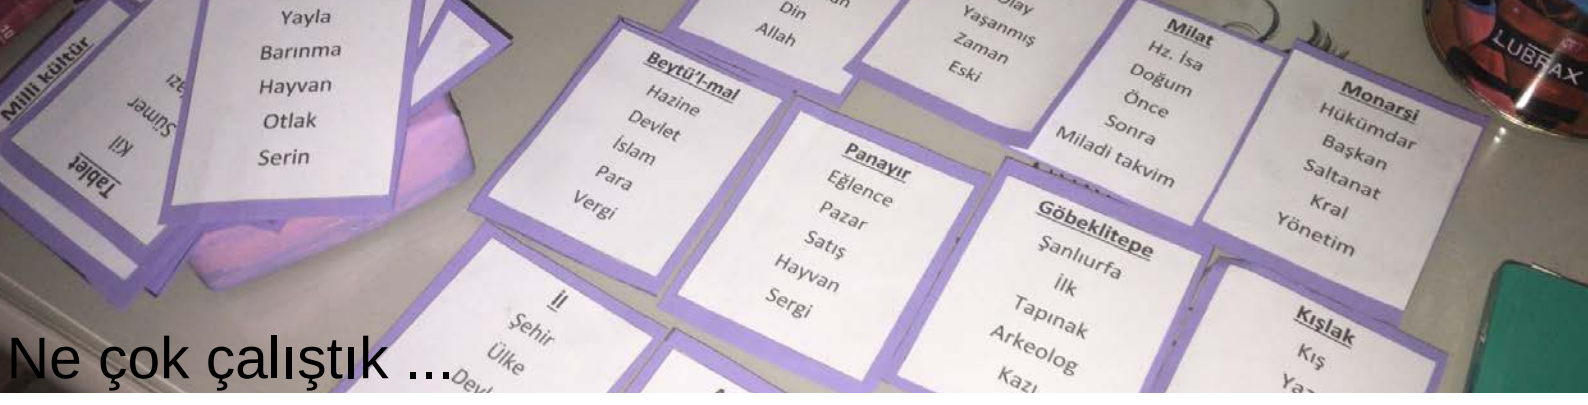 Milli kültür
Tablet
Kil
Sümer
Yayla
Barınma
Hayvan
Otlak
Serin
Beytü'l-mal
Hazine
Devlet
İslam
Para
Vergi
Din
Allah
Yaşanmış
Zaman
Eski
Milat
Hz. İsa
Doğum
Önce
Sonra
Miladi takvim
Monarşi
Hükümdar
Başkan
Saltanat
Kral
Yönetim
Panayır
Eğlence
Pazar
Satış
Hayvan
Sergi
Göbeklitepe
Şanlıurfa
İlk
Tapınak
Arkeolog
Kazı
Kışlak
Kış
İl
Şehir
Ülke
LUBRAX
Ne çok çalıştık ...